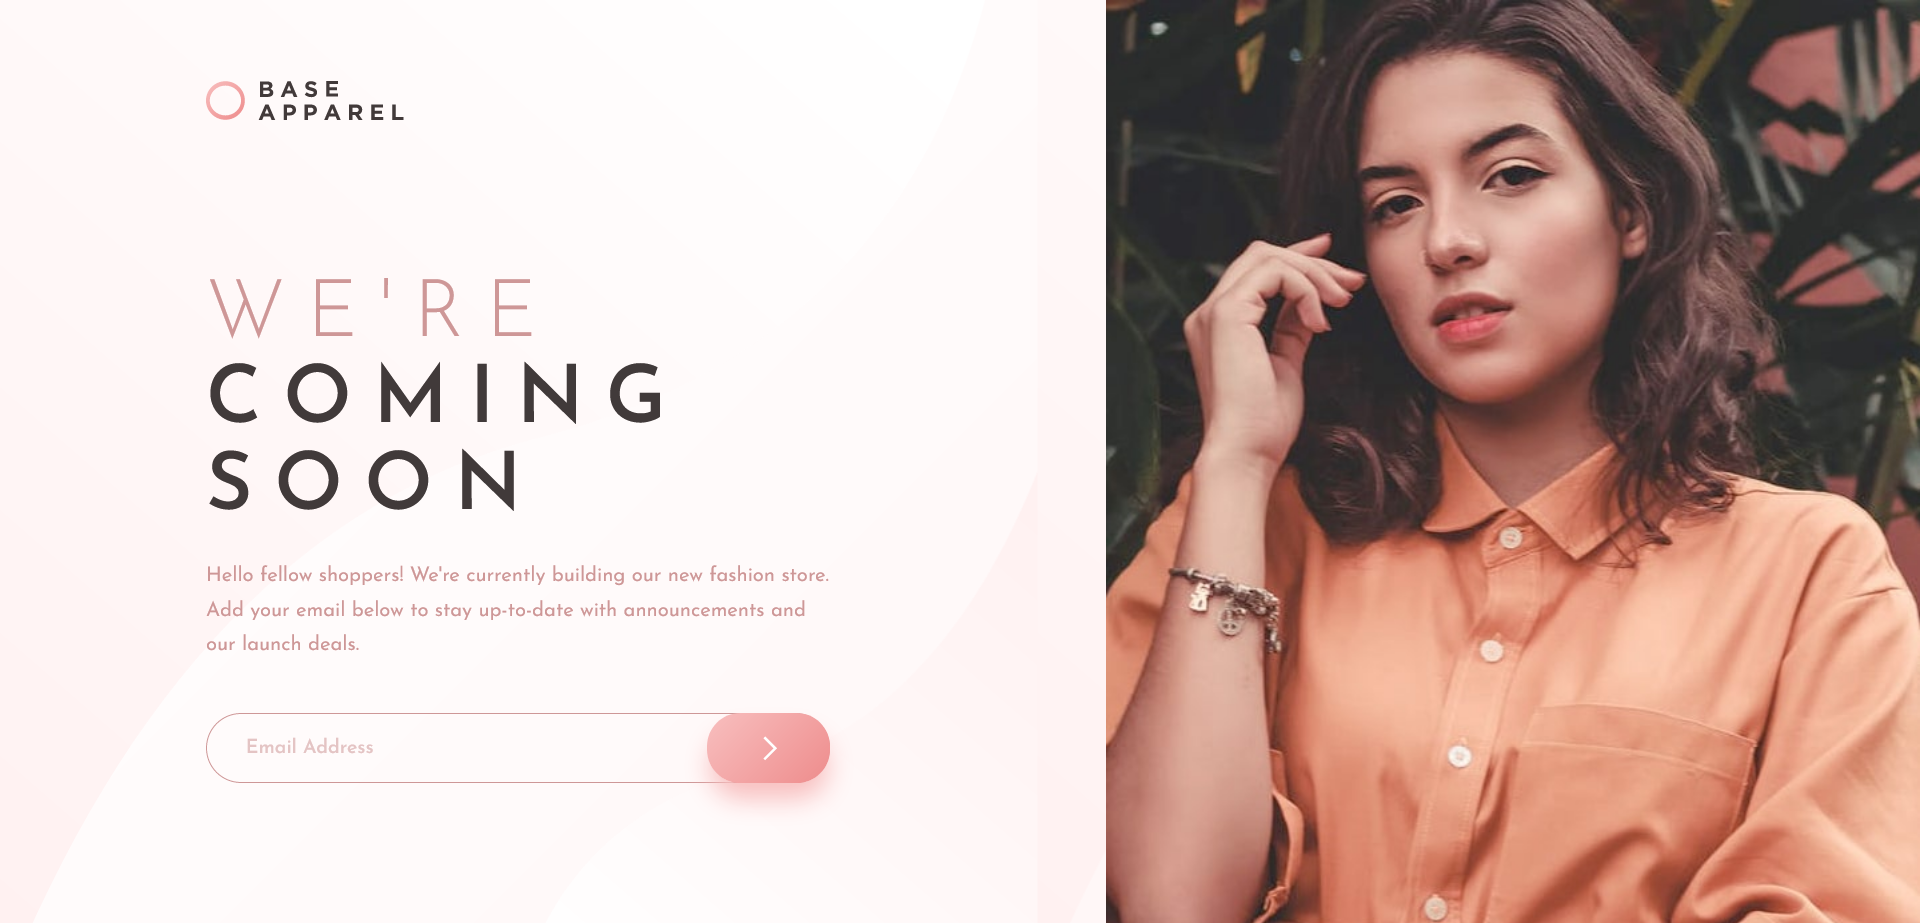 BASE
APPAREL
WE'RE
COMING
SOON
Hello fellow shoppers! We're currently building our new fashion store.
Add your email below to stay up-to-date with announcements and
our launch deals.
Email Address